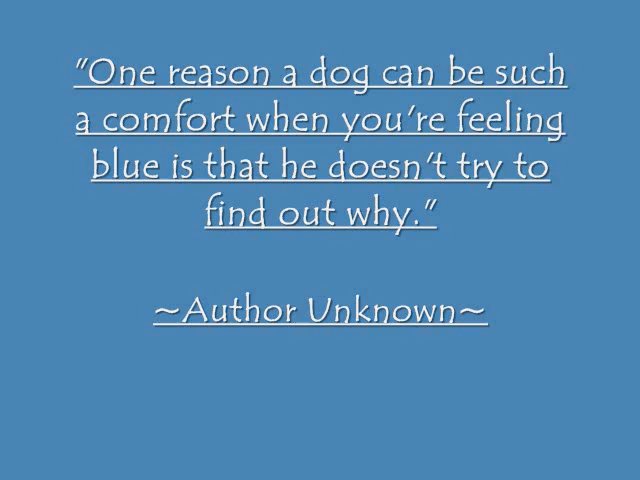 "One reason a dog can be such
a comfort when you're feeling
blue is that he doesn't try to
find out why."
~Author Unknown~